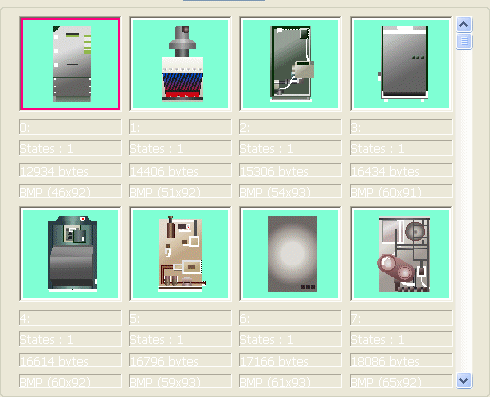 0:
1:
2:
3:
States : 1
States : 1
States : 1
States : 1
12934 bytes
14406 bytes
15306 bytes
16434 bytes
BMP (46x92)
BMP (51x92)
BMP (54x93)
BMP (60x91)
4:
5:
6:
7:
States : 1
States : 1
States : 1
States : 1
16614 bytes
16796 bytes
17166 bytes
18086 bytes
BMP (60x92)
BMP (59x93)
BMP (61x93)
BMP (65x92)